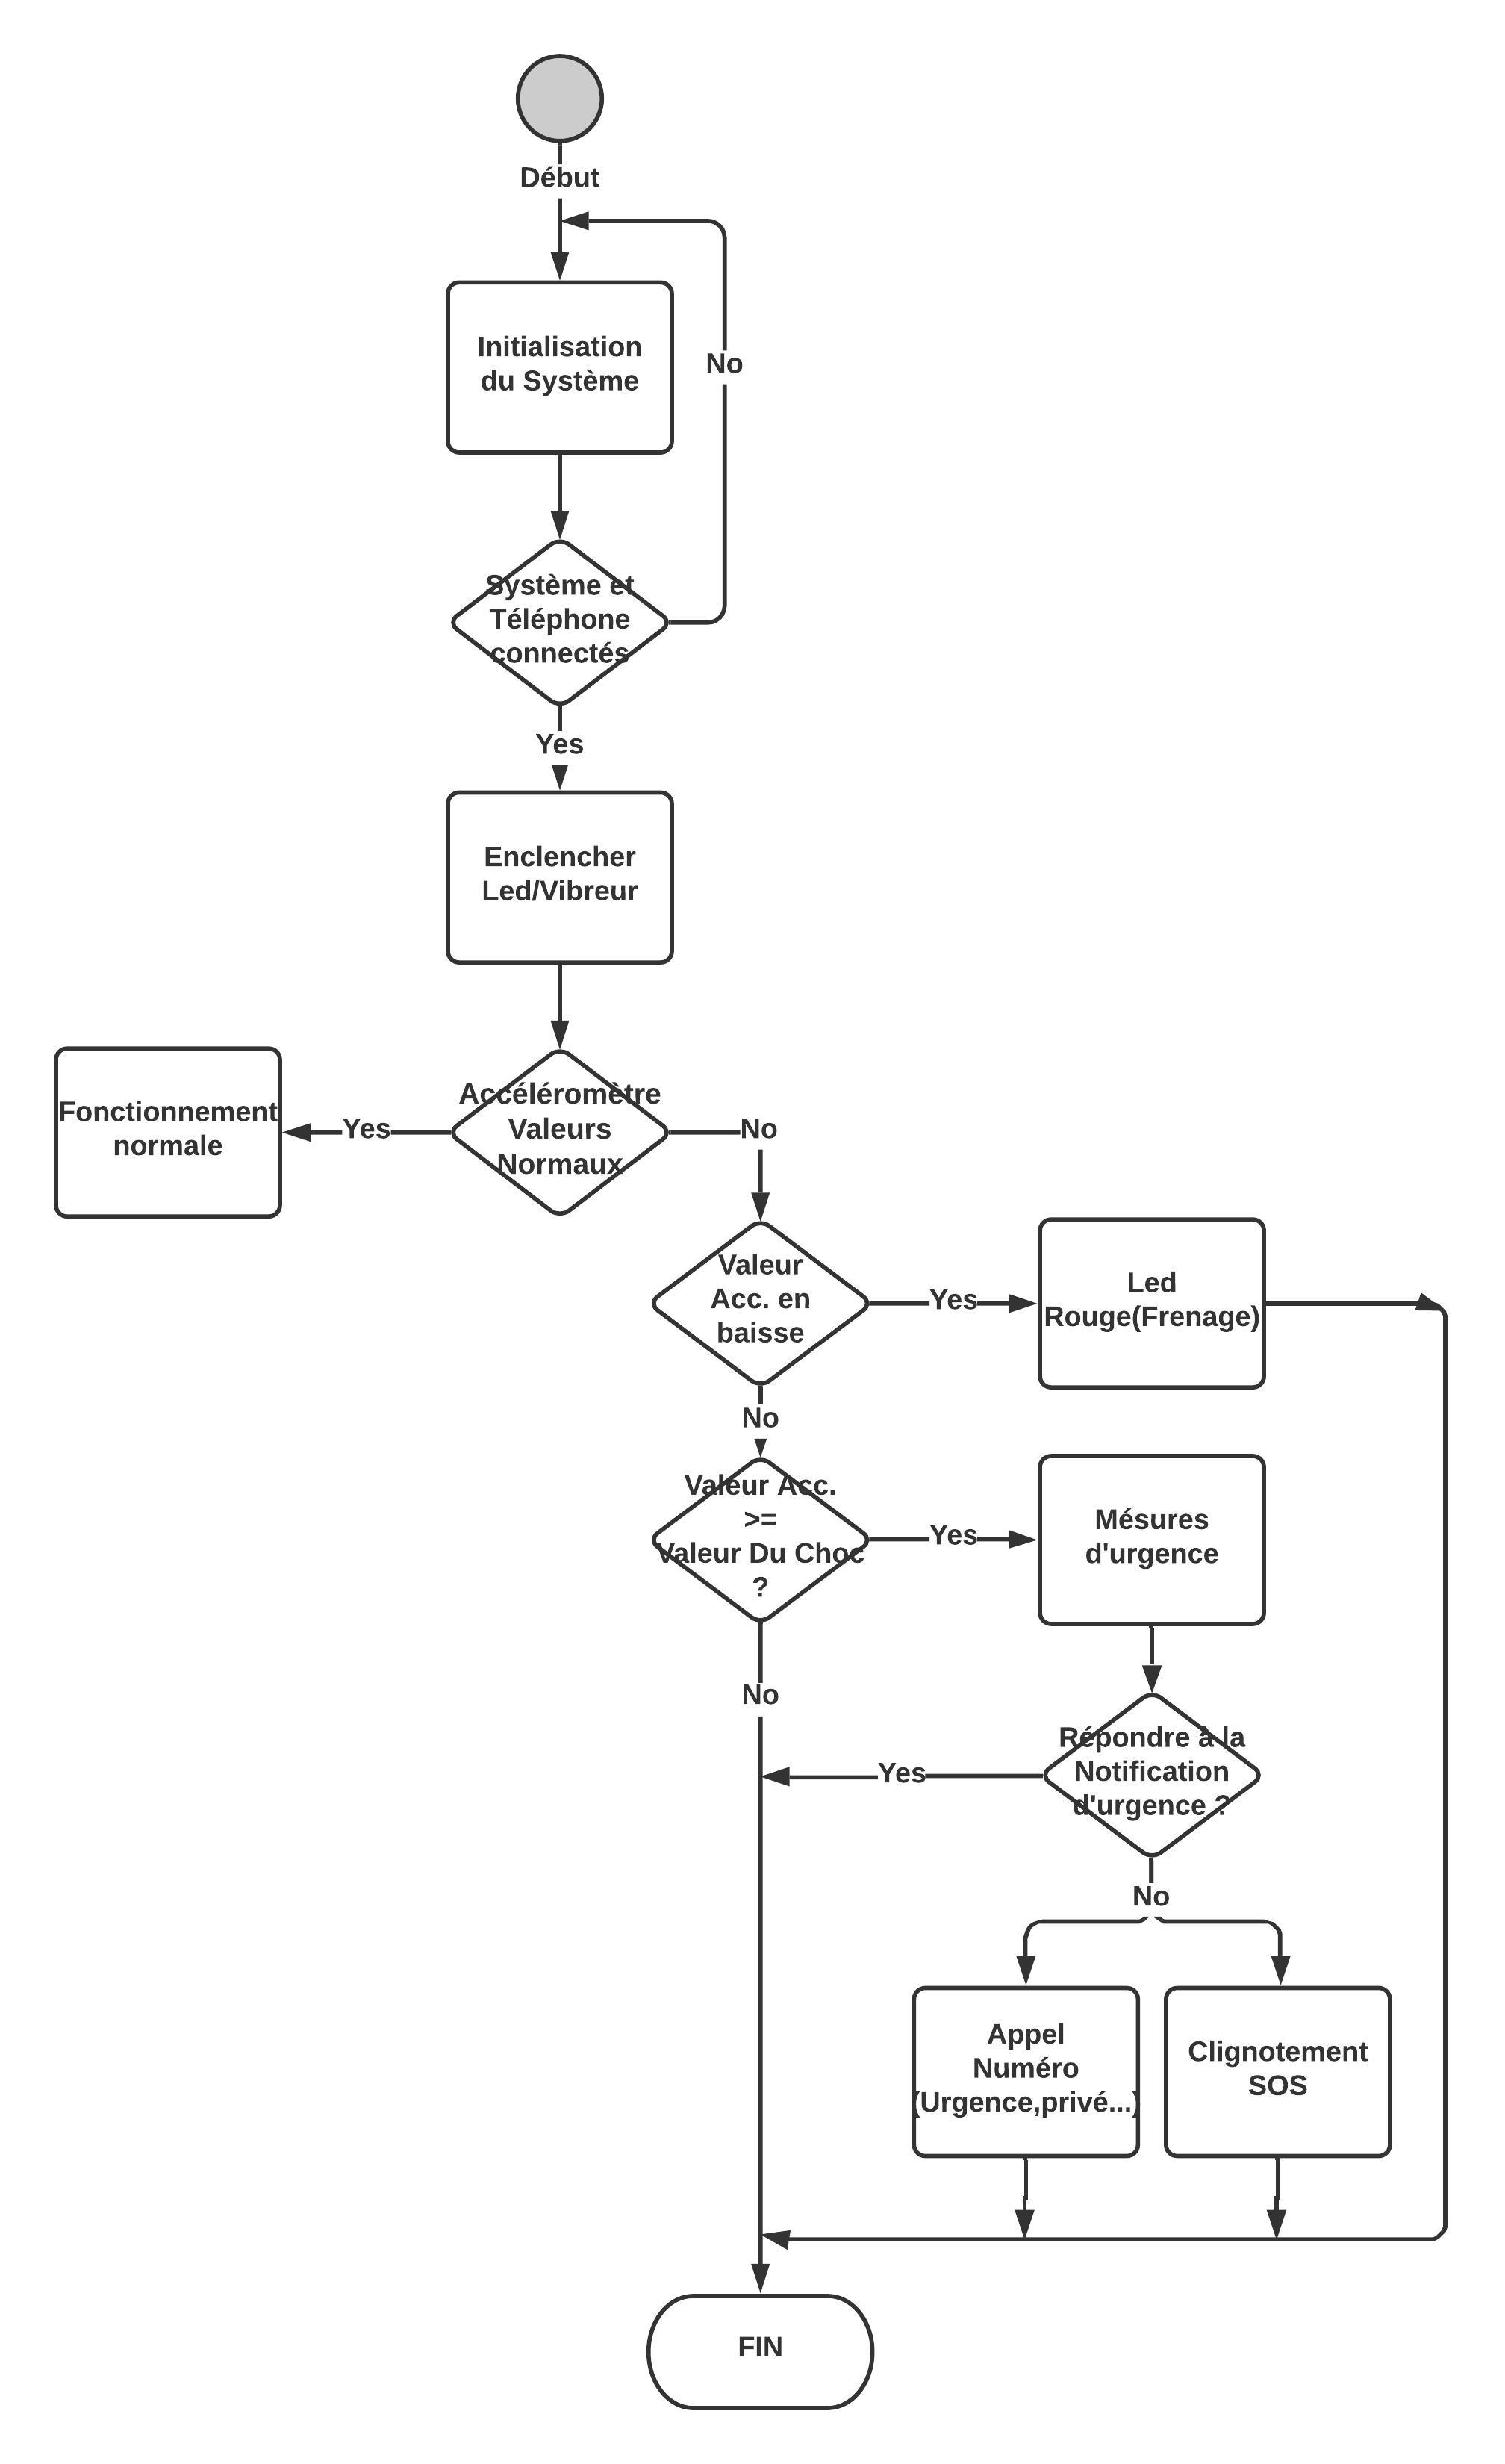 Début
Initialisation
du Système
No
Système et
Téléphone
connectés
Yes
Enclencher
Led/Vibreur
Fonctionnement
normale
Yes
Accéléromètre
Valeurs
Normaux
No
Valeur
Acc. en
baisse
Yes
Led
Rouge(Frenage)
No
Valeur Acc.
>=
Valeur Du Choc
?
Yes
Mésures
d'urgence
No
Répondre à la
Notification
d'urgence ?
Yes
No
Appel
Numéro
(Urgence,privé...)
Clignotement
SOS
FIN